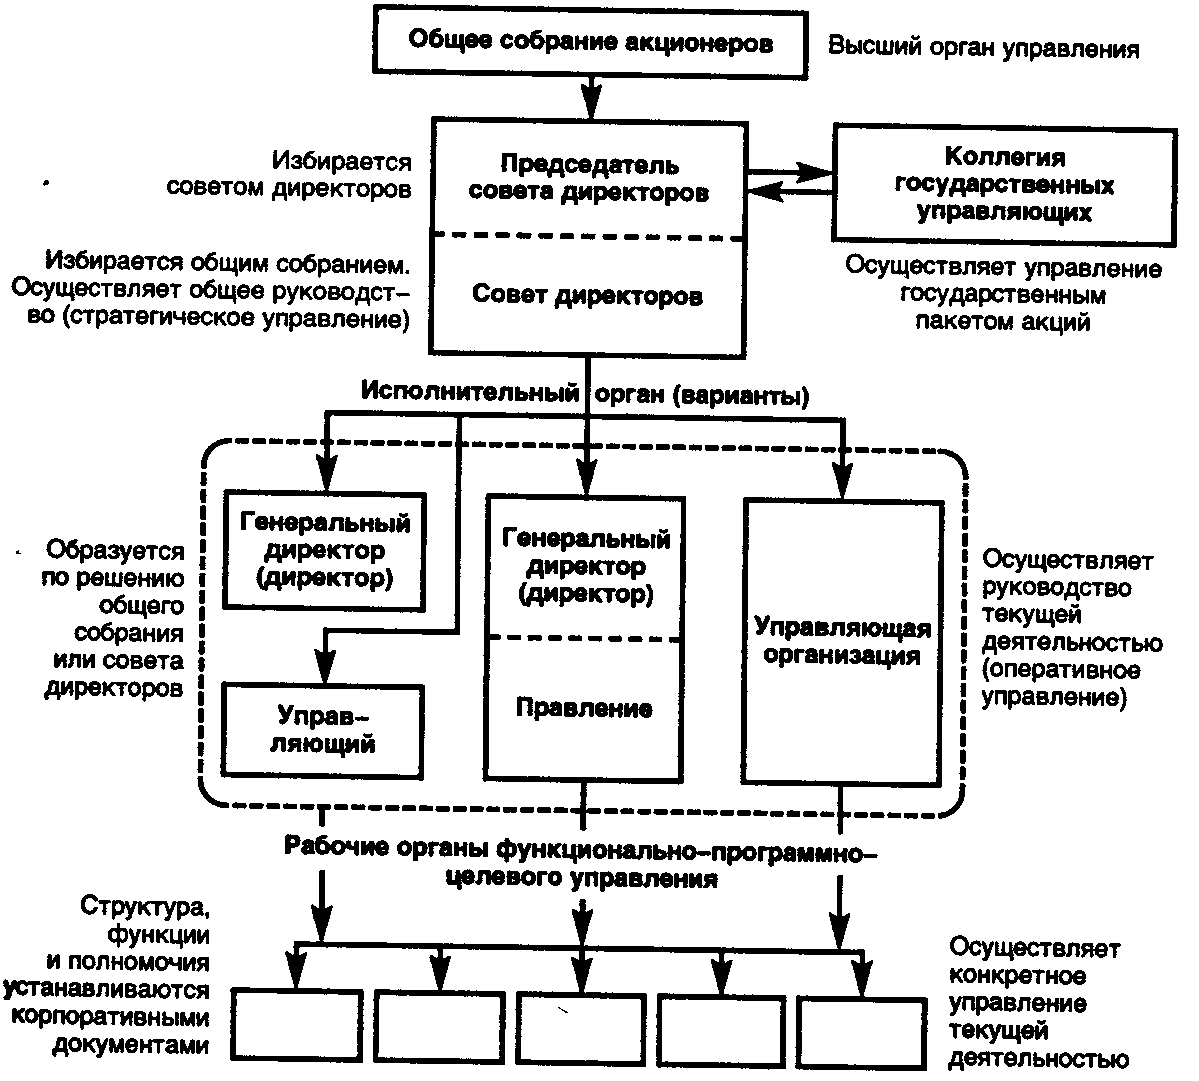 Общее собрание акционеров
Высший орган управления
Избирается
советом директоров
Председатель
совета директоров
Коллегия
государственных
управляющих
Избирается общим собранием.
Осуществляет общее руководст–
во (стратегическое управление)
Совет директоров
Осуществляет управление
государственным
пакетом акций
Исполнительный орган (варианты)
Образуется
по решению
общего
собрания
или совета
директоров
Генеральный
директор
(директор)
Управ–
ляющий
Генеральный
директор
(директор)
Правление
Управляющая
организация
Осуществляет
руководство
текущей
деятельностью
(оперативное
управление)
Рабочие органы функционально–программно–
целевого управления
Структура,
функции
и полномочия
устанавливаются
корпоративными
документами
Осуществляет
конкретное
управление
текущей
деятельностью